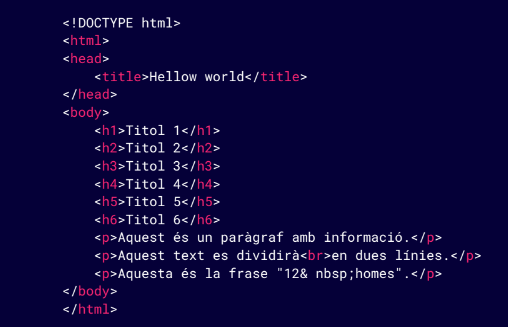 <!DOCTYPE html>
<html>
<head>
    <title>Hellow world</title>
</head>
<body>
    <h1>Titol 1</h1>
    <h2>Titol 2</h2>
    <h3>Titol 3</h3>
    <h4>Titol 4</h4>
    <h5>Titol 5</h5>
    <h6>Titol 6</h6>
    <p>Aquest és un paràgraf amb informació.</p>
    <p>Aquest text es dividirà<br>en dues línies.</p>
    <p>Aquesta és la frase "12& nbsp;homes".</p>
</body>
</html>